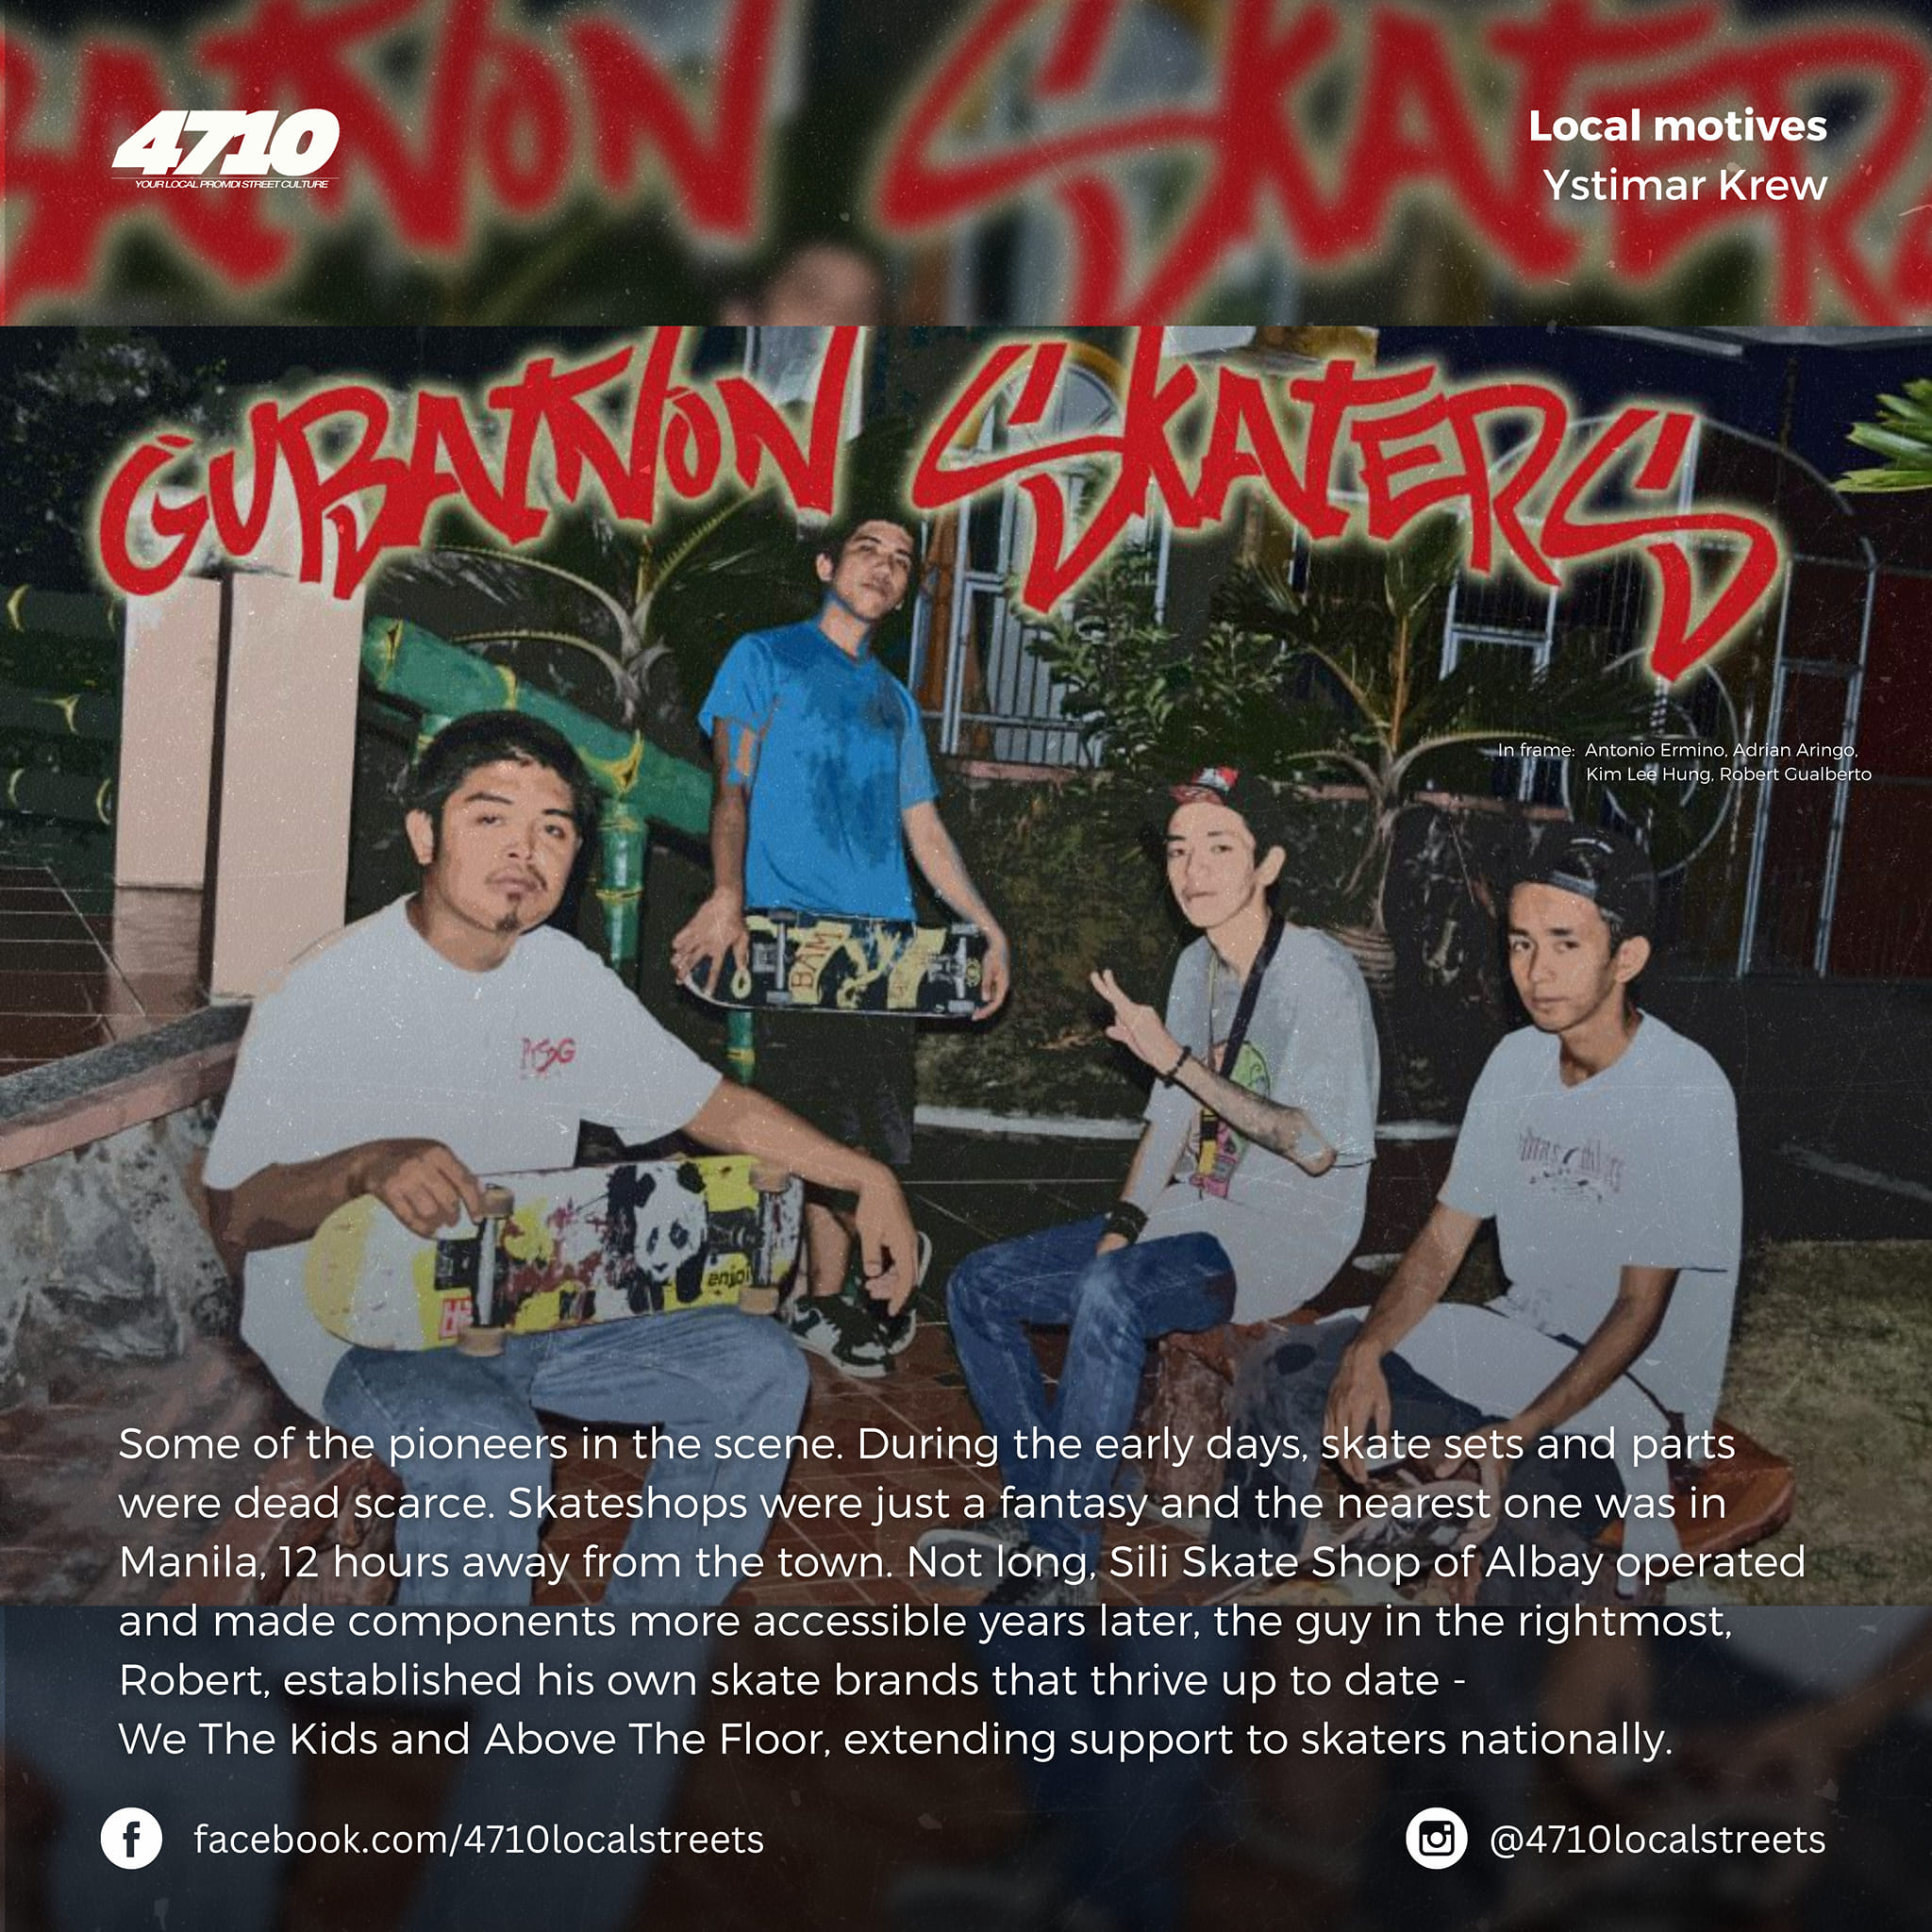 4710
YOUR LOCAL PROMDI STREET CULTURE
Local motives
Ystimar Krew
GUBATNON SKATERS
In frame: Antonio Ermino, Adrian Aringo,
Kim Lee Hung, Robert Gualberto
BAM
enjoi
Some of the pioneers in the scene. During the early days, skate sets and parts
were dead scarce. Skateshops were just a fantasy and the nearest one was in
Manila, 12 hours away from the town. Not long, Sili Skate Shop of Albay operated
and made components more accessible years later, the guy in the rightmost,
Robert, established his own skate brands that thrive up to date -
We The Kids and Above The Floor, extending support to skaters nationally.
facebook.com/4710localstreets
@4710localstreets